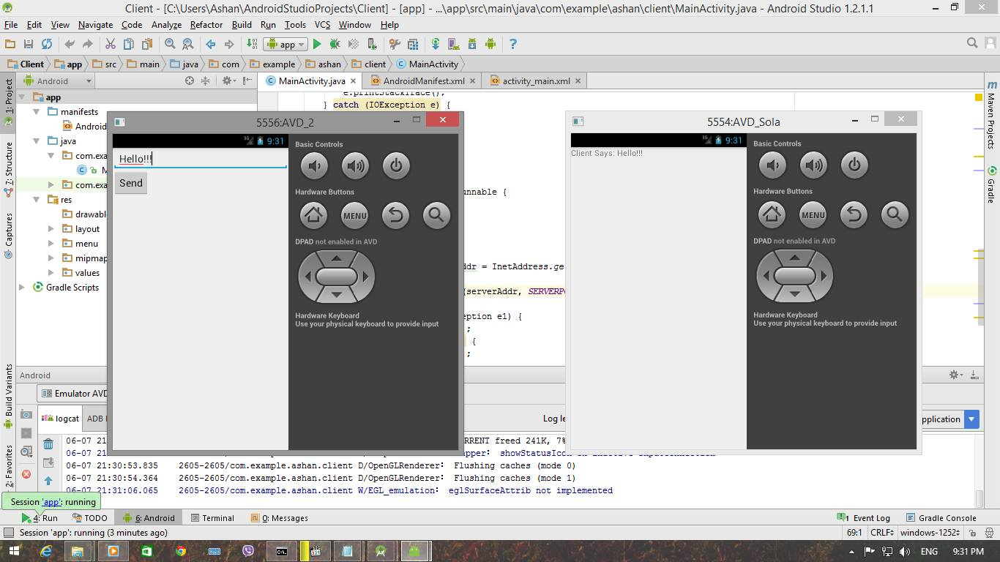 Client - [C:\Users\Ashan\AndroidStudioProjects\Client] - [app] - ...\app\src\main\java\com\example\ashan\client\MainActivity.java - Android Studio 1.2.1.1
File Edit View Navigate Code Analyze Refactor Build Run Tools VCS Window Help
app
Client app src main java com example ashan client MainActivity
Android
MainActivity.java AndroidManifest.xml activity_main.xml
1: Project
7: Structure
Captures
Build Variants
2: Favorites
Maven Projects
Gradle
app
manifests
Android
java
com.exa
M
com.exa
res
drawabl
layout
menu
mipmap
values
Gradle Scripts
e.printStackTrace();
} catch (IOException e) {
unnable {
ddr = InetAddress.ge
(serverAddr, SERVERPO
eption e1) {
;
{
;
5556:AVD_2
3G 9:31
Hello!!!
Send
Basic Controls
Hardware Buttons
MENU
DPAD not enabled in AVD
Hardware Keyboard
Use your physical keyboard to provide input
5554:AVD_Sola
3G 9:31
Client Says: Hello!!!
Basic Controls
Hardware Buttons
MENU
DPAD not enabled in AVD
Hardware Keyboard
Use your physical keyboard to provide input
Android
Emulator AVD
logcat ADB
Log le
pplication
06-07 21 RRENT freed 241K, 7%
06-07 21 pper: showStatusIcon on inactive InputConnection
06-07 21:30:53.835 2605-2605/com.example.ashan.client D/OpenGLRenderer: Flushing caches (mode 0)
06-07 21:30:54.364 2605-2605/com.example.ashan.client D/OpenGLRenderer: Flushing caches (mode 1)
06-07 21:31:06.065 2605-2605/com.example.ashan.client W/EGL_emulation: eglSurfaceAttrib not implemented
Session 'app': running
4: Run TODO 6: Android Terminal 0: Messages 1 Event Log Gradle Console
Session 'app': running (3 minutes ago) 69:1 CRLF windows-1252
C:\.
ENG 9:31 PM